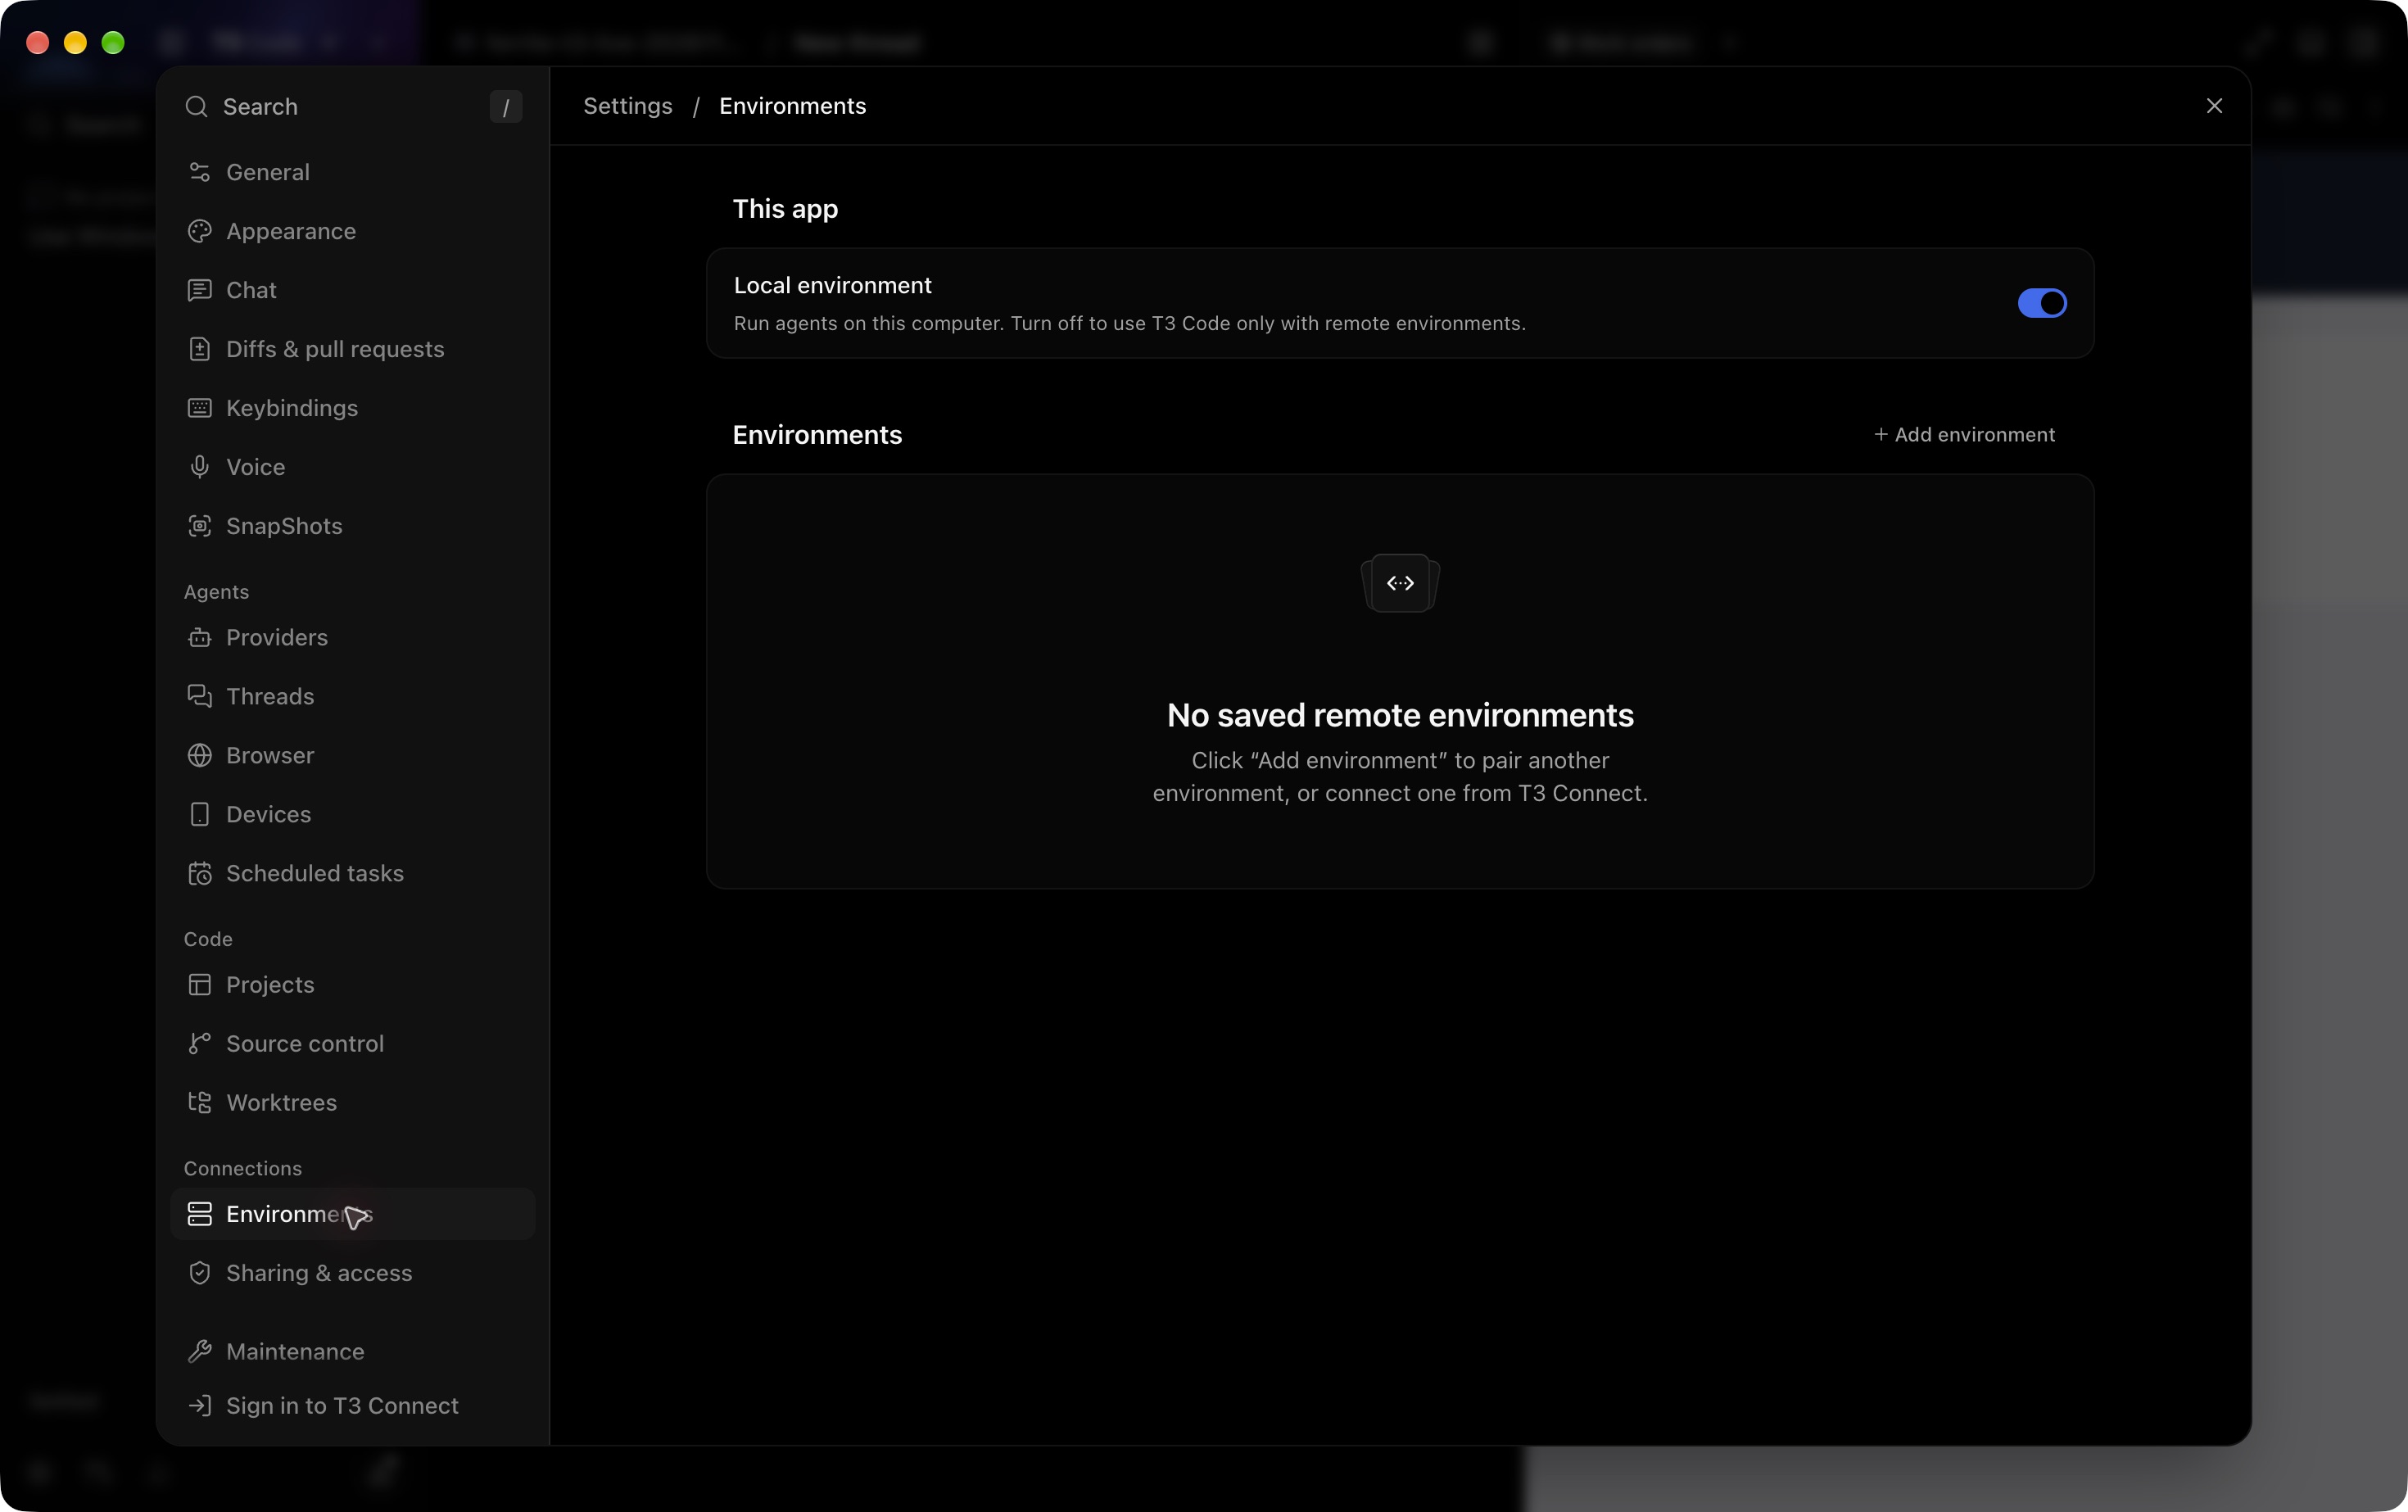 Search
/
General
Appearance
Chat
Diffs & pull requests
Keybindings
Voice
SnapShots
Agents
Providers
Threads
Browser
Devices
Scheduled tasks
Code
Projects
Source control
Worktrees
Connections
Environments
Sharing & access
Maintenance
Sign in to T3 Connect
Settings / Environments
This app
Local environment
Run agents on this computer. Turn off to use T3 Code only with remote environments.
Environments
+ Add environment
No saved remote environments
Click “Add environment” to pair another
environment, or connect one from T3 Connect.